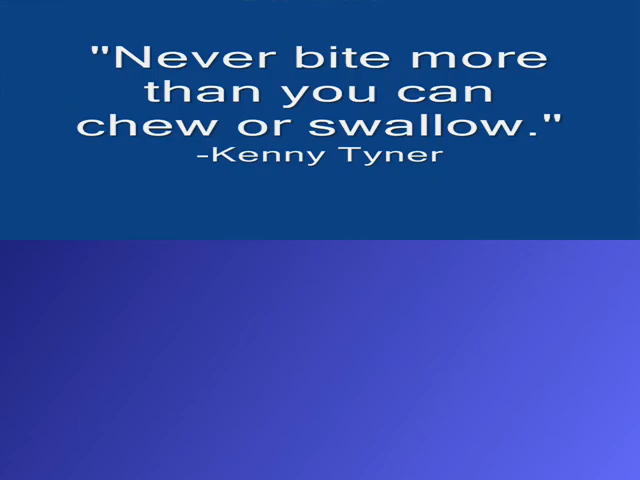 "Never bite more
than you can
chew or swallow."
-Kenny Tyner